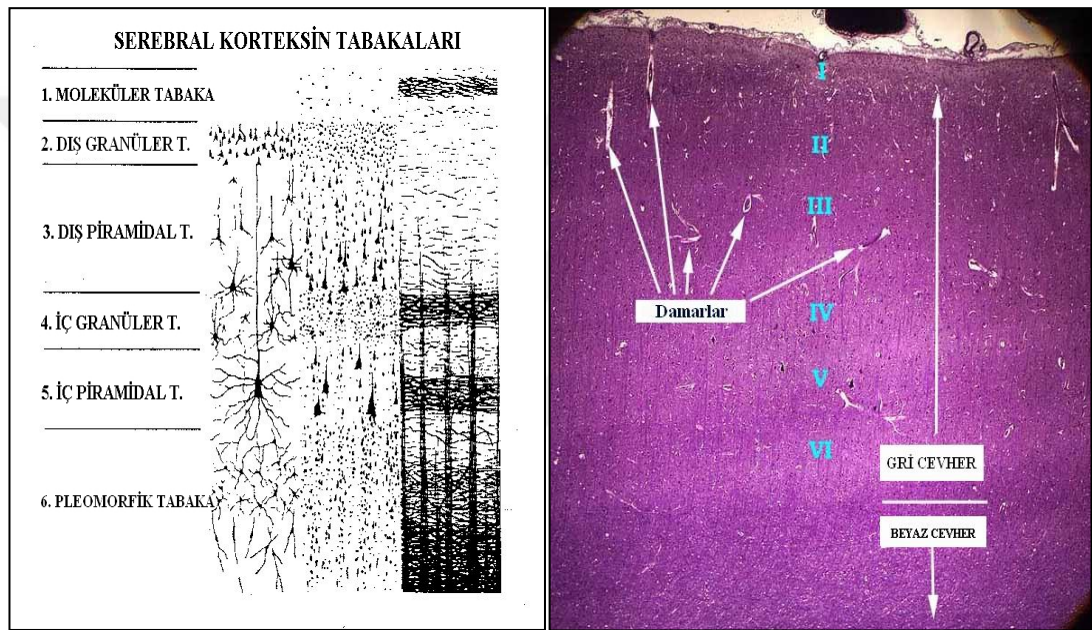 SEREBRAL KORTEKSİN TABAKALARI
1. MOLEKÜLER TABAKA
2. DIŞ GRANÜLER T.
3. DIŞ PİRAMİDAL T.
4. İÇ GRANÜLER T.
5. İÇ PİRAMİDAL T.
6. PLEOMORFİK TABAKA
I
II
III
Damarlar
IV
V
VI
GRİ CEVHER
BEYAZ CEVHER